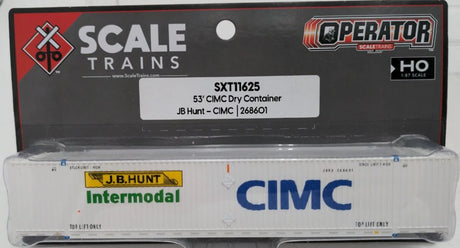 SCALE
TRAINS
www.ScaleTrains.com
OPERATOR
SCALETRAINS
HO
1:87 SCALE
SXT11625
53' CIMC Dry Container
JB Hunt – CIMC | 268601
J.B. HUNT
Intermodal
CIMC
TOP LIFT ONLY
TOP LIFT ONLY